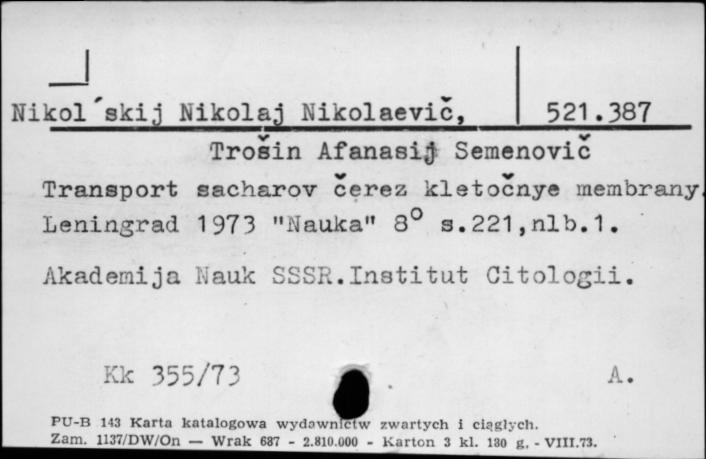 Nikol´skij Nikolaj Nikolaevič, 521.387
Trošin Afanasij Semenovič
Transport sacharov čerez kletočnye membrany.
Leningrad 1973 "Nauka" 8° s.221,nlb.1.
Akademija Nauk SSSR.Institut Citologii.
Kk 355/73 A.
PU-B 143 Karta katalogowa wydawnictw zwartych i ciągłych.
Zam. 1137/DW/On — Wrak 687 - 2.810.000 - Karton 3 kl. 180 g. - VIII.73.